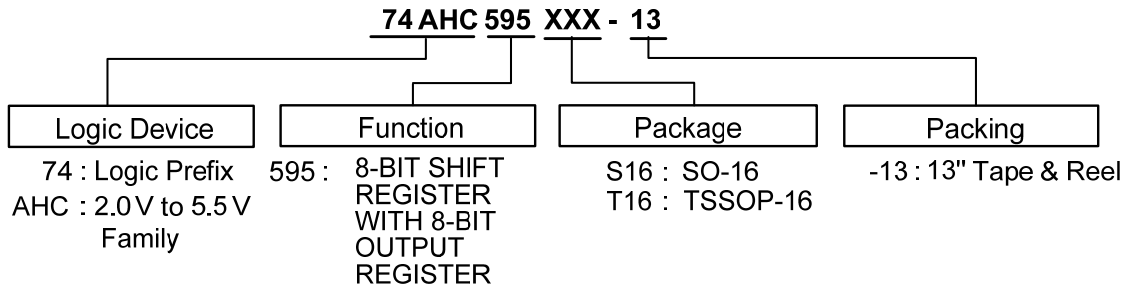 74 AHC 595 XXX - 13
Logic Device
74 : Logic Prefix
AHC : 2.0 V to 5.5 V
Family
Function
595 : 8-BIT SHIFT
REGISTER
WITH 8-BIT
OUTPUT
REGISTER
Package
S16 : SO-16
T16 : TSSOP-16
Packing
-13 : 13" Tape & Reel